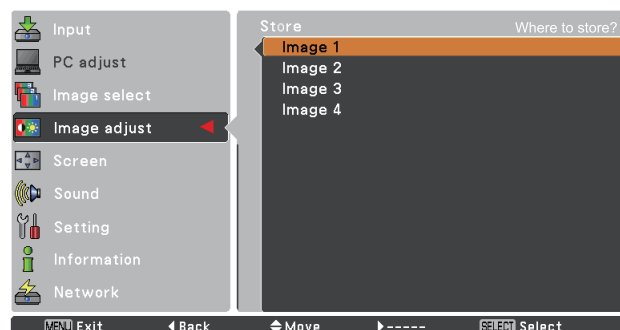 Input
PC adjust
Image select
Image adjust
Screen
Sound
Setting
Information
Network
Store Where to store?
Image 1
Image 2
Image 3
Image 4
MENU Exit Back Move ----- SELECT Select